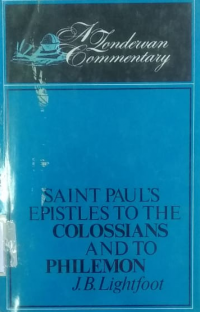 A Zondervan
Commentary
SAINT PAUL'S
EPISTLES TO THE
COLOSSIANS
AND TO
PHILEMON
J.B. Lightfoot